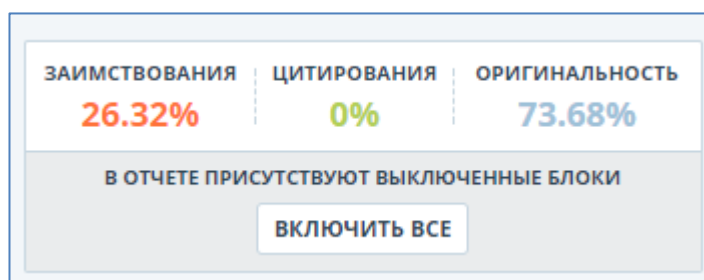 ЗАИМСТВОВАНИЯ ЦИТИРОВАНИЯ ОРИГИНАЛЬНОСТЬ
26.32% 0% 73.68%
В ОТЧЕТЕ ПРИСУТСТВУЮТ ВЫКЛЮЧЕННЫЕ БЛОКИ
ВКЛЮЧИТЬ ВСЕ